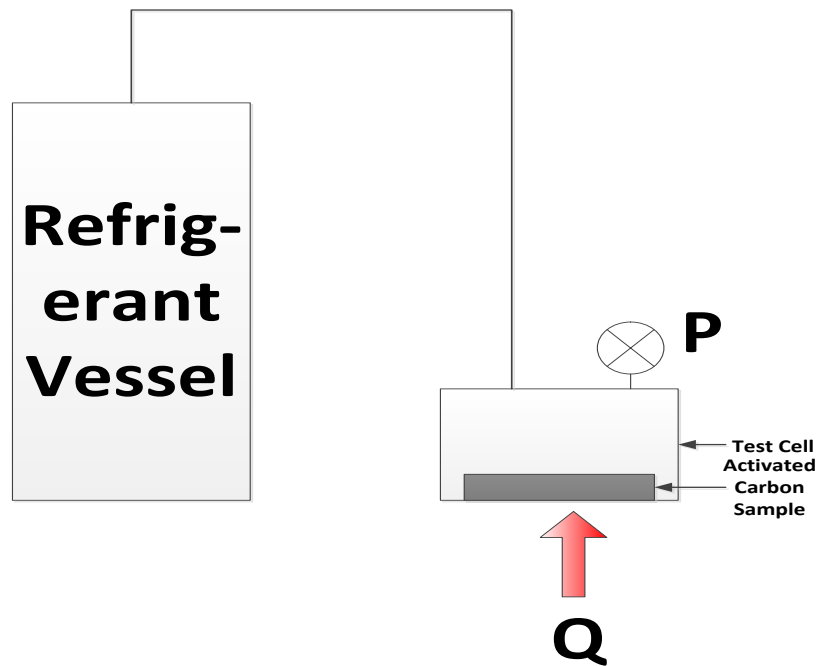 Refrig-
erant
Vessel
P
Test Cell
Activated
Carbon
Sample
Q